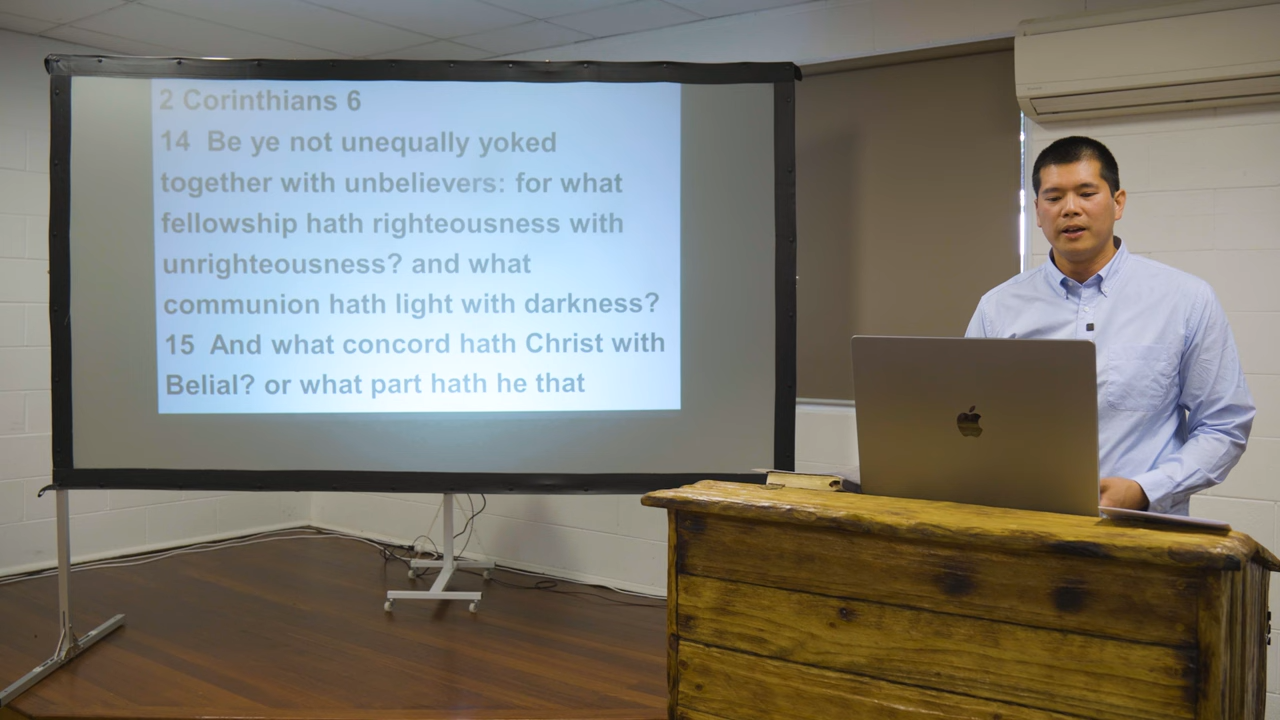 2 Corinthians 6
14 Be ye not unequally yoked
together with unbelievers: for what
fellowship hath righteousness with
unrighteousness? and what
communion hath light with darkness?
15 And what concord hath Christ with
Belial? or what part hath he that